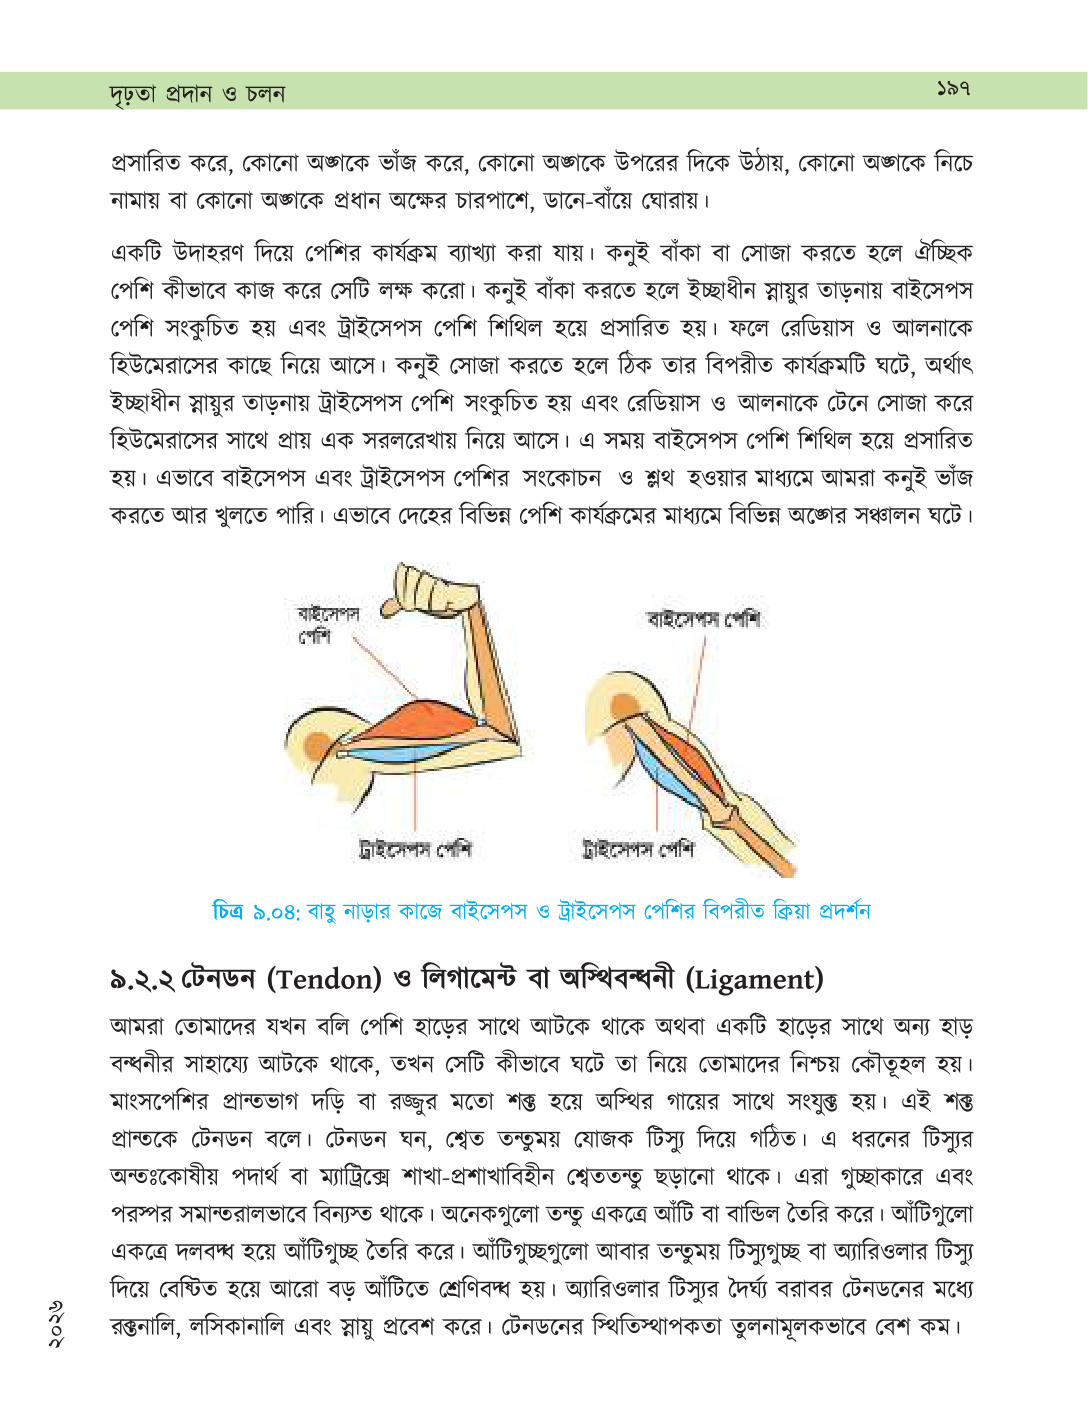 দৃঢ়তা প্রদান ও চলন
১৯৭
প্রসারিত করে, কোনো অঙ্গকে ভাঁজ করে, কোনো অঙ্গকে উপরের দিকে উঠায়, কোনো অঙ্গকে নিচে
নামায় বা কোনো অঙ্গকে প্রধান অক্ষের চারপাশে, ডানে-বাঁয়ে ঘোরায়।
একটি উদাহরণ দিয়ে পেশির কার্যক্রম ব্যাখ্যা করা যায়। কনুই বাঁকা বা সোজা করতে হলে ঐচ্ছিক
পেশি কীভাবে কাজ করে সেটি লক্ষ করো। কনুই বাঁকা করতে হলে ইচ্ছাধীন স্নায়ুর তাড়নায় বাইসেপস
পেশি সংকুচিত হয় এবং ট্রাইসেপস পেশি শিথিল হয়ে প্রসারিত হয়। ফলে রেডিয়াস ও আলনাকে
হিউমেরাসের কাছে নিয়ে আসে। কনুই সোজা করতে হলে ঠিক তার বিপরীত কার্যক্রমটি ঘটে, অর্থাৎ
ইচ্ছাধীন স্নায়ুর তাড়নায় ট্রাইসেপস পেশি সংকুচিত হয় এবং রেডিয়াস ও আলনাকে টেনে সোজা করে
হিউমেরাসের সাথে প্রায় এক সরলরেখায় নিয়ে আসে। এ সময় বাইসেপস পেশি শিথিল হয়ে প্রসারিত
হয়। এভাবে বাইসেপস এবং ট্রাইসেপস পেশির সংকোচন ও শ্লথ হওয়ার মাধ্যমে আমরা কনুই ভাঁজ
করতে আর খুলতে পারি। এভাবে দেহের বিভিন্ন পেশি কার্যক্রমের মাধ্যমে বিভিন্ন অঙ্গের সঞ্চালন ঘটে।
বাইসেপস
পেশি
বাইসেপস পেশি
ট্রাইসেপস পেশি
ট্রাইসেপস পেশি
চিত্র ৯.০৪: বাহু নাড়ার কাজে বাইসেপস ও ট্রাইসেপস পেশির বিপরীত ক্রিয়া প্রদর্শন
৯.২.২ টেনডন (Tendon) ও লিগামেন্ট বা অস্থিবন্ধনী (Ligament)
আমরা তোমাদের যখন বলি পেশি হাড়ের সাথে আটকে থাকে অথবা একটি হাড়ের সাথে অন্য হাড়
বন্ধনীর সাহায্যে আটকে থাকে, তখন সেটি কীভাবে ঘটে তা নিয়ে তোমাদের নিশ্চয় কৌতূহল হয়।
মাংসপেশির প্রান্তভাগ দড়ি বা রজ্জুর মতো শক্ত হয়ে অস্থির গায়ের সাথে সংযুক্ত হয়। এই শক্ত
প্রান্তকে টেনডন বলে। টেনডন ঘন, শ্বেত তন্তুময় যোজক টিস্যু দিয়ে গঠিত। এ ধরনের টিস্যুর
অন্তঃকোষীয় পদার্থ বা ম্যাট্রিক্সে শাখা-প্রশাখাবিহীন শ্বেততন্তু ছড়ানো থাকে। এরা গুচ্ছাকারে এবং
পরস্পর সমান্তরালভাবে বিন্যস্ত থাকে। অনেকগুলো তন্তু একত্রে আঁটি বা বান্ডিল তৈরি করে। আঁটিগুলো
একত্রে দলবদ্ধ হয়ে আঁটিগুচ্ছ তৈরি করে। আঁটিগুচ্ছগুলো আবার তন্তুময় টিস্যুগুচ্ছ বা অ্যারিওলার টিস্যু
দিয়ে বেষ্টিত হয়ে আরো বড় আঁটিতে শ্রেণিবদ্ধ হয়। অ্যারিওলার টিস্যুর দৈর্ঘ্য বরাবর টেনডনের মধ্যে
রক্তনালি, লসিকানালি এবং স্নায়ু প্রবেশ করে। টেনডনের স্থিতিস্থাপকতা তুলনামূলকভাবে বেশ কম।
২০২৬